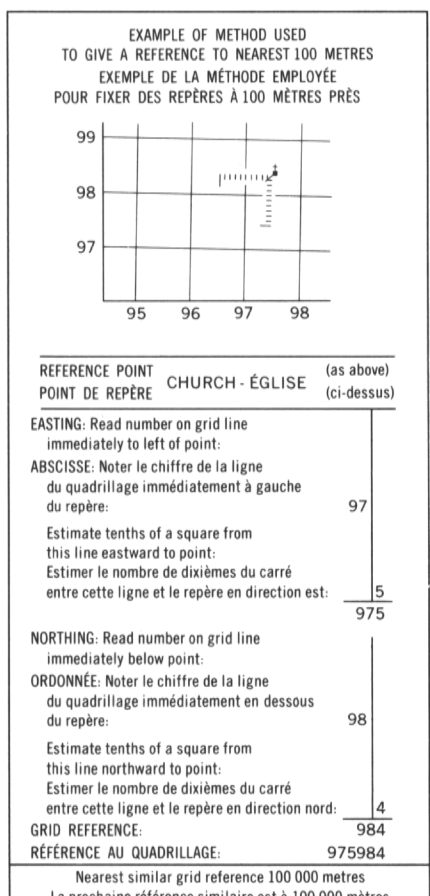 EXAMPLE OF METHOD USED
TO GIVE A REFERENCE TO NEAREST 100 METRES
EXEMPLE DE LA MÉTHODE EMPLOYÉE
POUR FIXER DES REPÈRES À 100 MÈTRES PRÈS
99
98
97
95 96 97 98
REFERENCE POINT
POINT DE REPÈRE
CHURCH - ÉGLISE
(as above)
(ci-dessus)
EASTING: Read number on grid line
immediately to left of point:
ABSCISSE: Noter le chiffre de la ligne
du quadrillage immédiatement à gauche
du repère: 97
Estimate tenths of a square from
this line eastward to point:
Estimer le nombre de dixièmes du carré
entre cette ligne et le repère en direction est: 5
975
NORTHING: Read number on grid line
immediately below point:
ORDONNÉE: Noter le chiffre de la ligne
du quadrillage immédiatement en dessous
du repère: 98
Estimate tenths of a square from
this line northward to point:
Estimer le nombre de dixièmes du carré
entre cette ligne et le repère en direction nord: 4
GRID REFERENCE: 984
RÉFÉRENCE AU QUADRILLAGE: 975984
Nearest similar grid reference 100 000 metres
La prochaine référence similaire est à 100 000 mètres